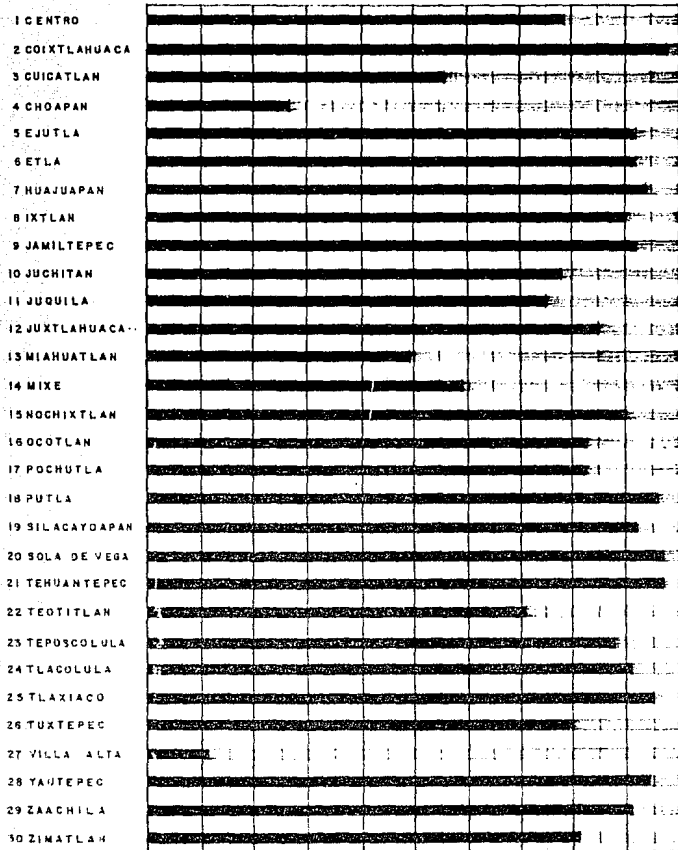 1 CENTRO
2 COIXTLAHUACA
3 CUICATLAN
4 CHOAPAN
5 EJUTLA
6 ETLA
7 HUAJUAPAN
8 IXTLAN
9 JAMILTEPEC
10 JUCHITAN
11 JUQUILA
12 JUXTLAHUACA
13 MIAHUATLAN
14 MIXE
15 NOCHIXTLAN
16 OCOTLAN
17 POCHUTLA
18 PUTLA
19 SILACAYOAPAN
20 SOLA DE VEGA
21 TEHUANTEPEC
22 TEOTITLAN
23 TEPOSCOLULA
24 TLACOLULA
25 TLAXIACO
26 TUXTEPEC
27 VILLA ALTA
28 YAUTEPEC
29 ZAACHILA
30 ZIMATLAN